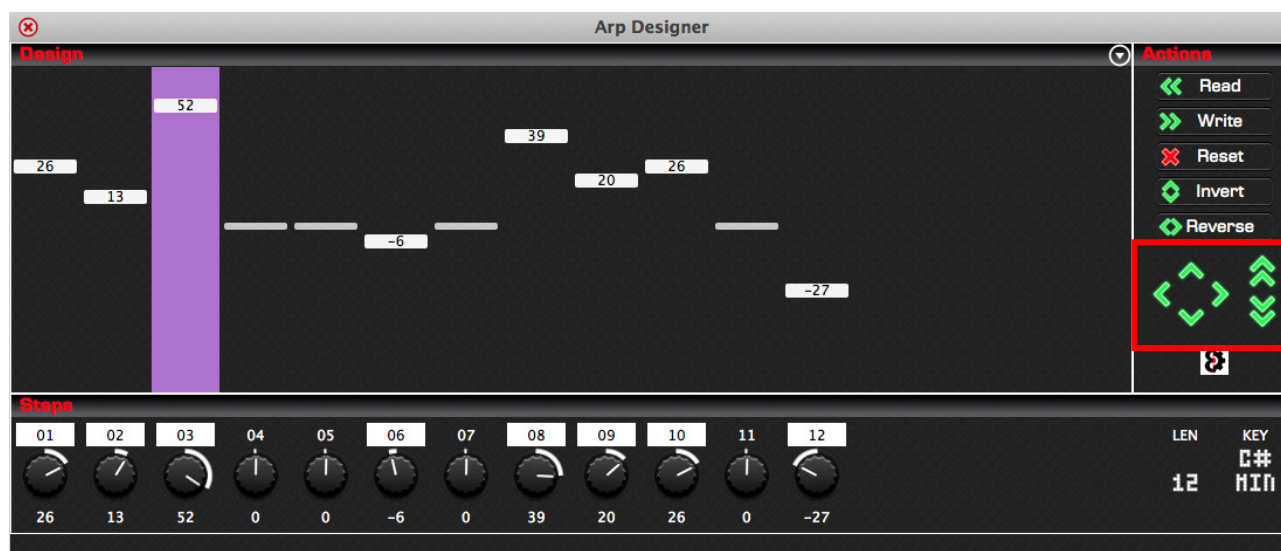 Arp Designer
Design
Actions
52
26
13
-6
39
20
26
-27
Read
Write
Reset
Invert
Reverse
Steps
01 02 03 04 05 06 07 08 09 10 11 12
26 13 52 0 0 -6 0 39 20 26 0 -27
LEN KEY
12 C#
MIN